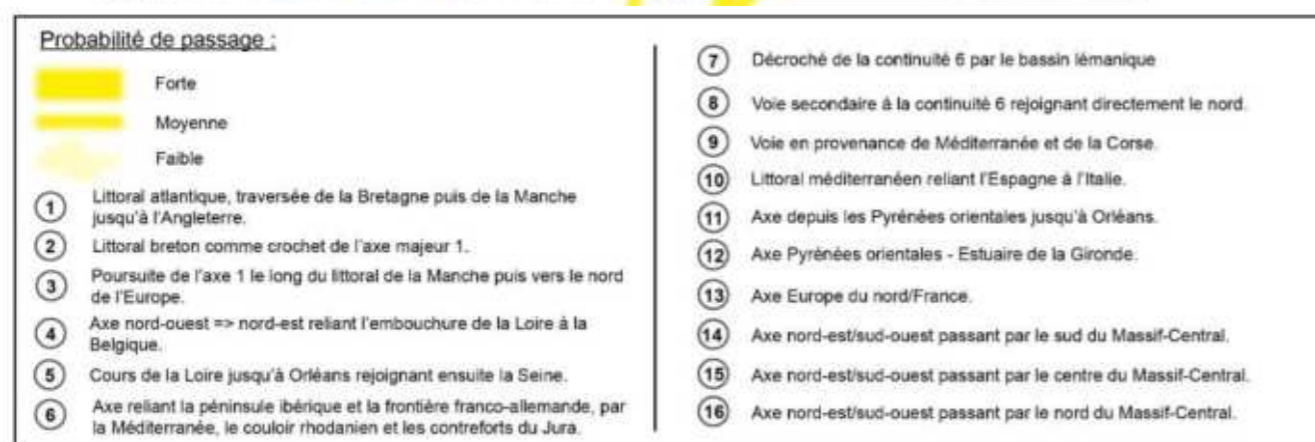 Probabilité de passage :
Forte
Moyenne
Faible
1 Littoral atlantique, traversée de la Bretagne puis de la Manche
jusqu'à l'Angleterre.
2 Littoral breton comme crochet de l'axe majeur 1.
3 Poursuite de l'axe 1 le long du littoral de la Manche puis vers le nord
de l'Europe.
4 Axe nord-ouest => nord-est reliant l'embouchure de la Loire à la
Belgique.
5 Cours de la Loire jusqu'à Orléans rejoignant ensuite la Seine.
6 Axe reliant la péninsule ibérique et la frontière franco-allemande, par
la Méditerranée, le couloir rhodanien et les contreforts du Jura.
7 Décroché de la continuité 6 par le bassin lémanique
8 Voie secondaire à la continuité 6 rejoignant directement le nord.
9 Voie en provenance de Méditerranée et de la Corse.
10 Littoral méditerranéen reliant l'Espagne à l'Italie.
11 Axe depuis les Pyrénées orientales jusqu'à Orléans.
12 Axe Pyrénées orientales - Estuaire de la Gironde.
13 Axe Europe du nord/France.
14 Axe nord-est/sud-ouest passant par le sud du Massif-Central.
15 Axe nord-est/sud-ouest passant par le centre du Massif-Central.
16 Axe nord-est/sud-ouest passant par le nord du Massif-Central.